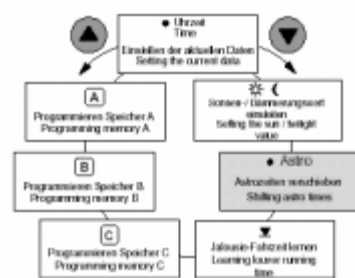 Uhrzeit
Time
Einstellen der aktuellen Daten
Setting the current data
A
Programmieren Speicher A
Programming memory A
Sonnen-/ Dämmerungswert
einstellen
Setting the sun / twilight
value
B
Programmieren Speicher B
Programming memory B
Astro
Astrozeiten verschieben
Shifting astro times
C
Programmieren Speicher C
Programming memory C
Jalousie-Fahrzeit lernen
Learning louver running
time